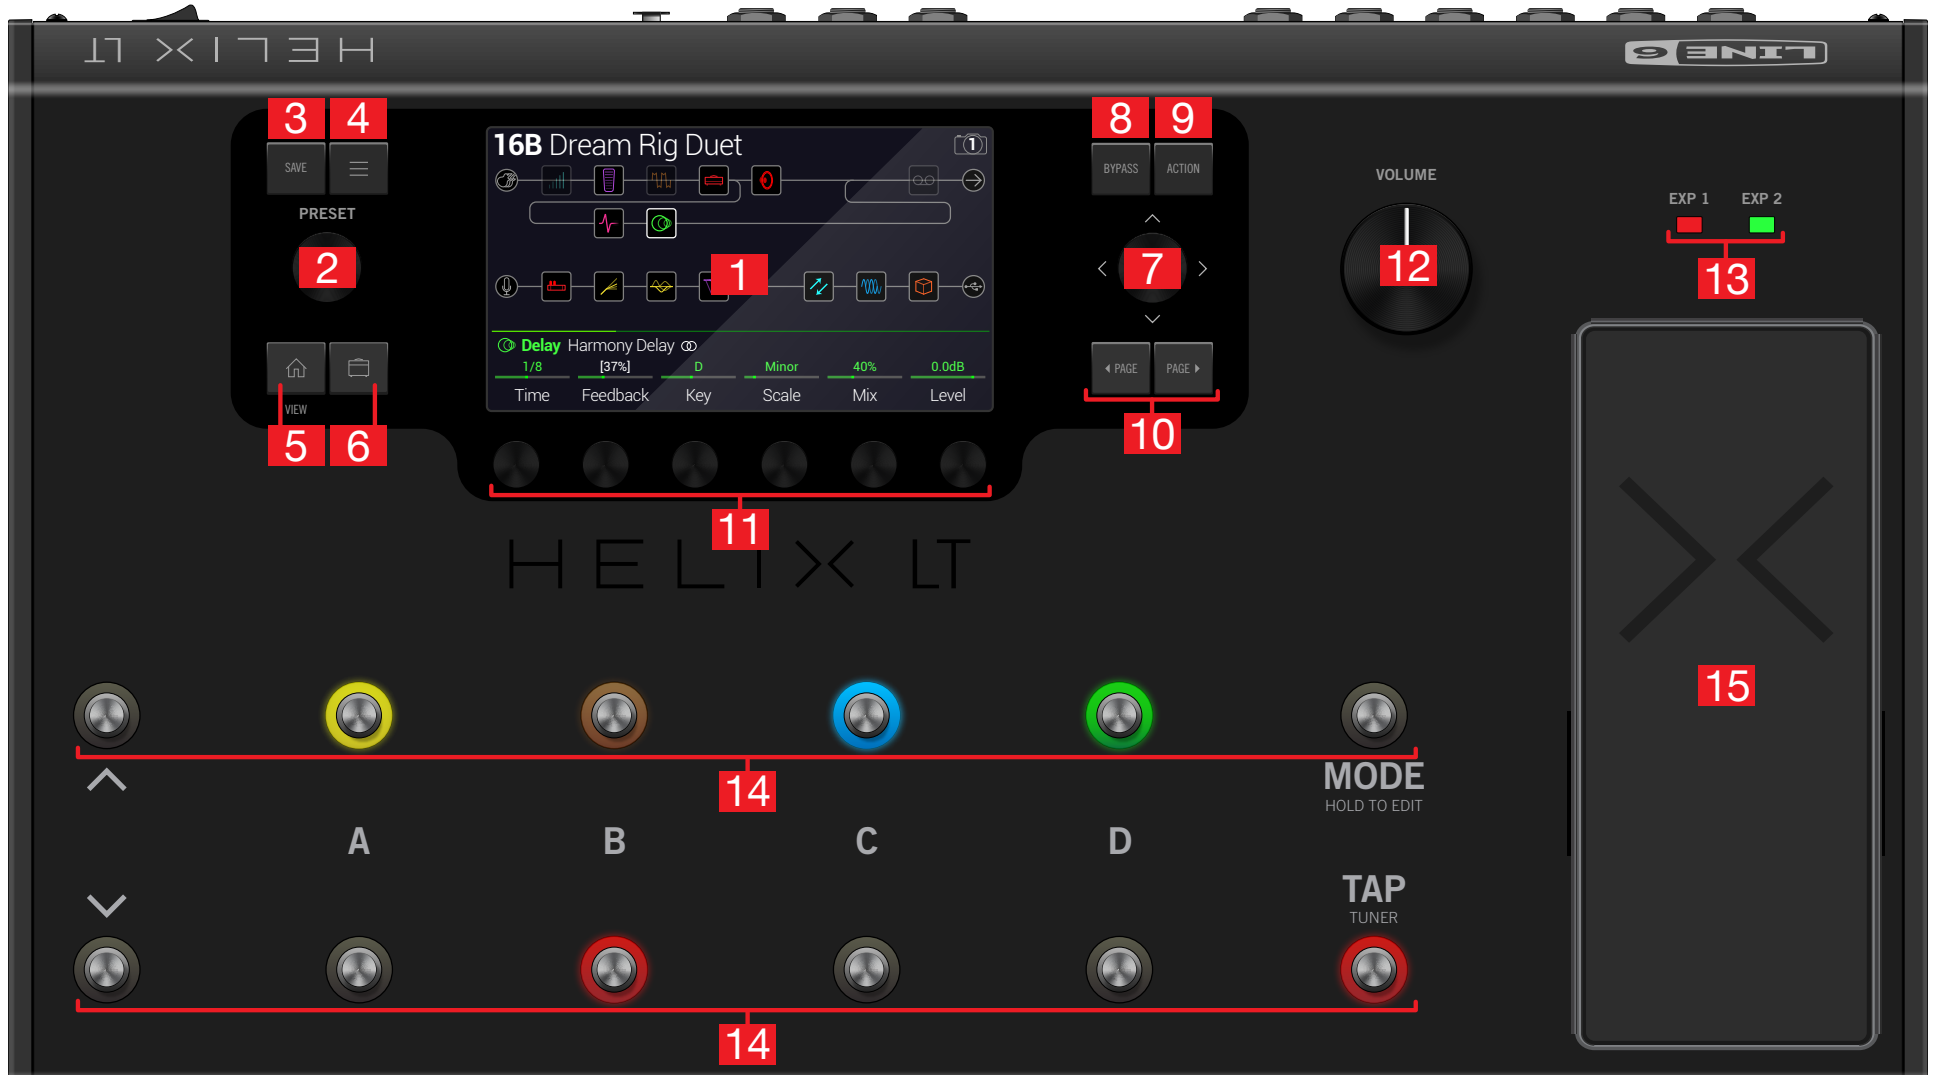 HELIX LT
LINE 6
3 4
SAVE
PRESET
2
VIEW
5 6
16B Dream Rig Duet
1
1
Delay Harmony Delay
1/8 [37%] D Minor 40% 0.0dB
Time Feedback Key Scale Mix Level
11
HELIX LT
8 9
BYPASS ACTION
7
PAGE PAGE
10
VOLUME
12
EXP 1 EXP 2
13
15
14
MODE
HOLD TO EDIT
A B C D
TAP
TUNER
14